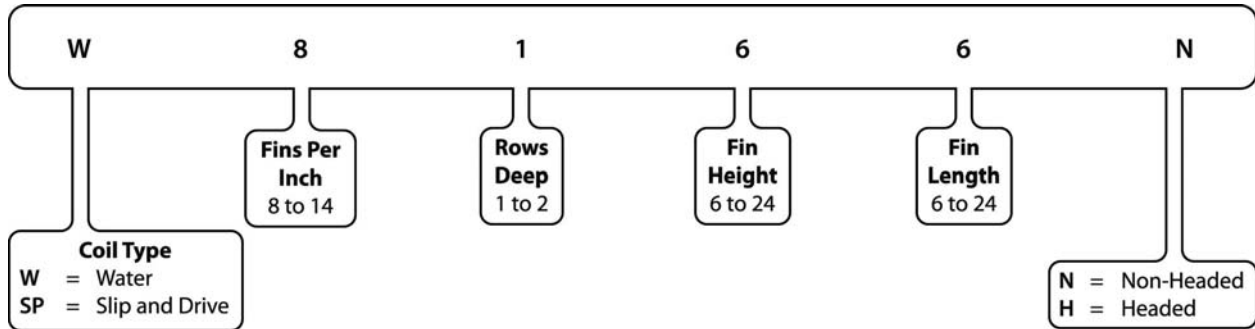 W 8 1 6 6 N
Fins Per
Inch
8 to 14
Rows
Deep
1 to 2
Fin
Height
6 to 24
Fin
Length
6 to 24
Coil Type
W = Water
SP = Slip and Drive
N = Non-Headed
H = Headed